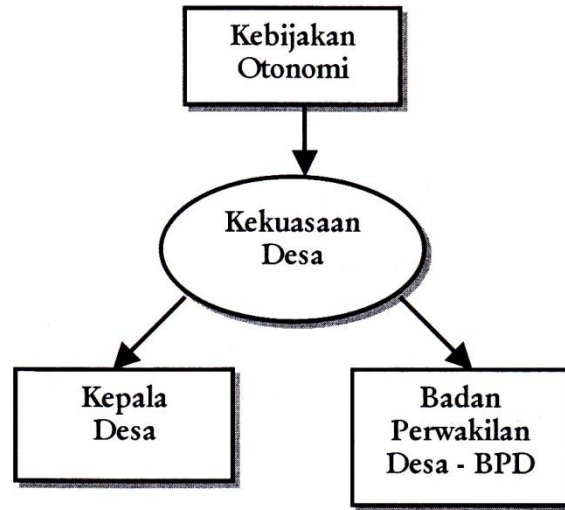 Kebijakan
Otonomi
Kekuasaan
Desa
Kepala
Desa
Badan
Perwakilan
Desa - BPD